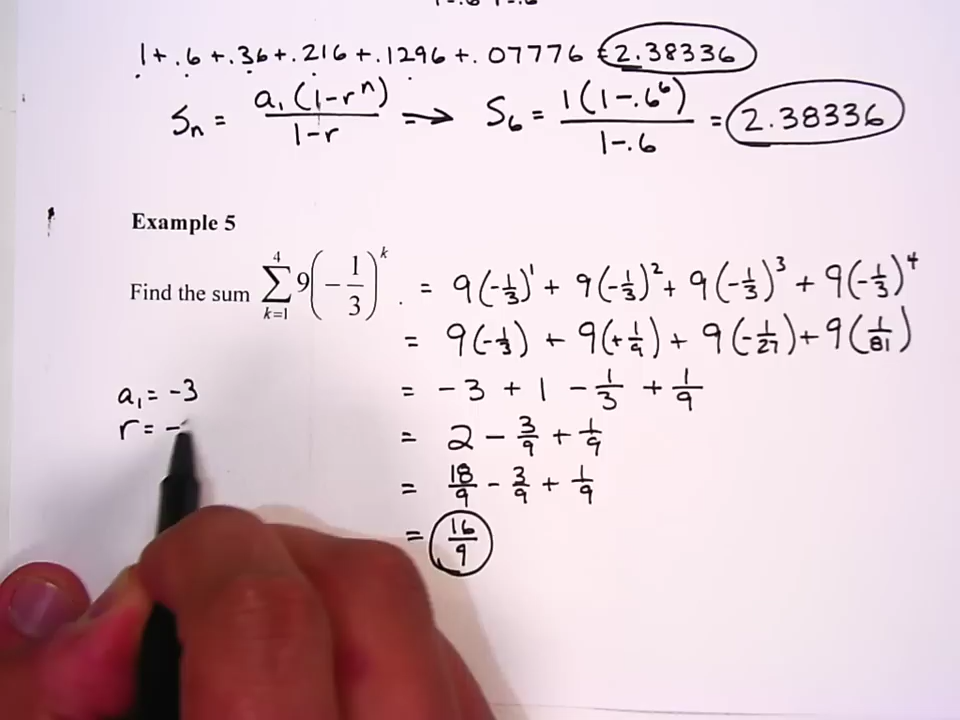 1 + .6 + .36 + .216 + .1296 + .07776 = 2.38336
Sₙ = a₁(1-rⁿ) / 1-r → S₆ = 1(1-.6⁶) / 1-.6 = 2.38336
Example 5
Find the sum ∑_{k=1}^{4} 9(-1/3)^k . = 9(-1/3)¹ + 9(-1/3)² + 9(-1/3)³ + 9(-1/3)⁴
= 9(-1/3) + 9(+1/9) + 9(-1/27) + 9(1/81)
a₁ = -3
= -3 + 1 - 1/3 + 1/9
r = -
= 2 - 3/9 + 1/9
= 18/9 - 3/9 + 1/9
= 16/9